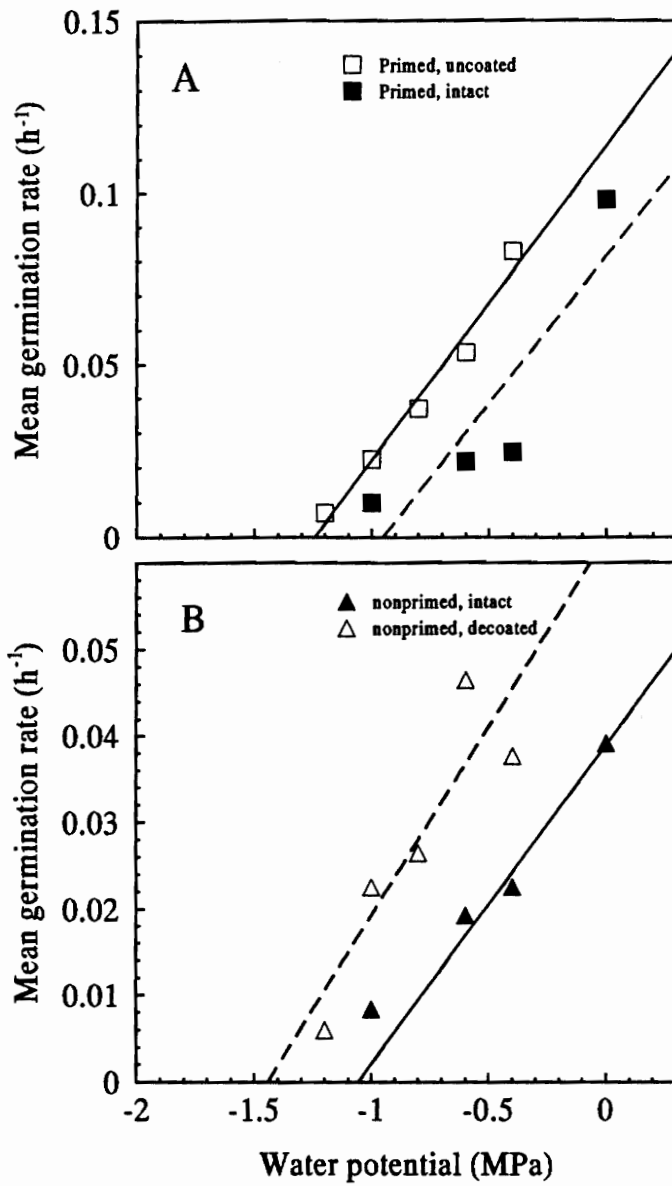 0.15
A
Primed, uncoated
Primed, intact
0.1
0.05
0
Mean germination rate (h-1)
B
nonprimed, intact
nonprimed, decoated
0.05
0.04
0.03
0.02
0.01
0
Mean germination rate (h-1)
-2 -1.5 -1 -0.5 0
Water potential (MPa)